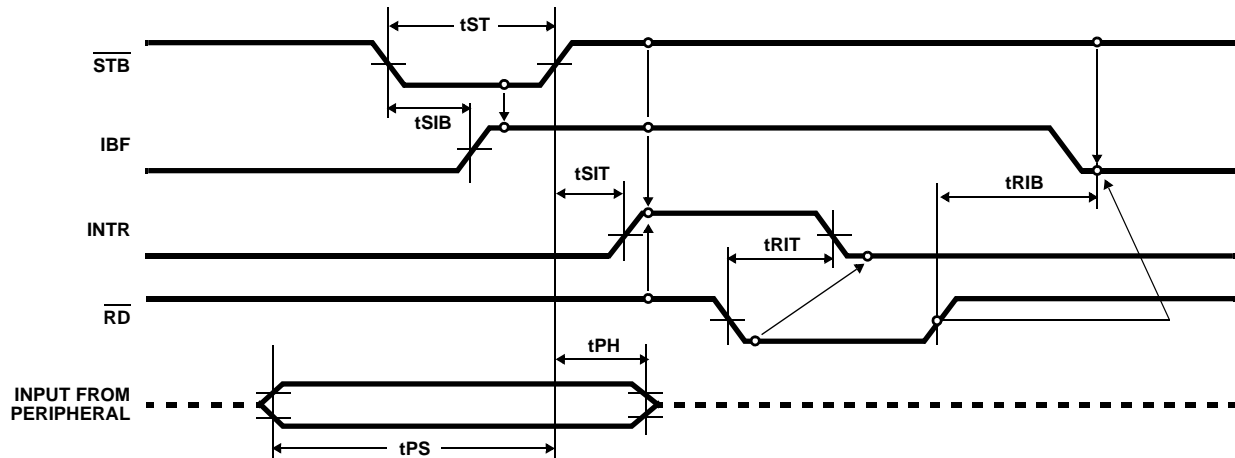 tST
STB
tSIB
IBF
tSIT
tRIB
INTR
tRIT
RD
tPH
INPUT FROM
PERIPHERAL
tPS